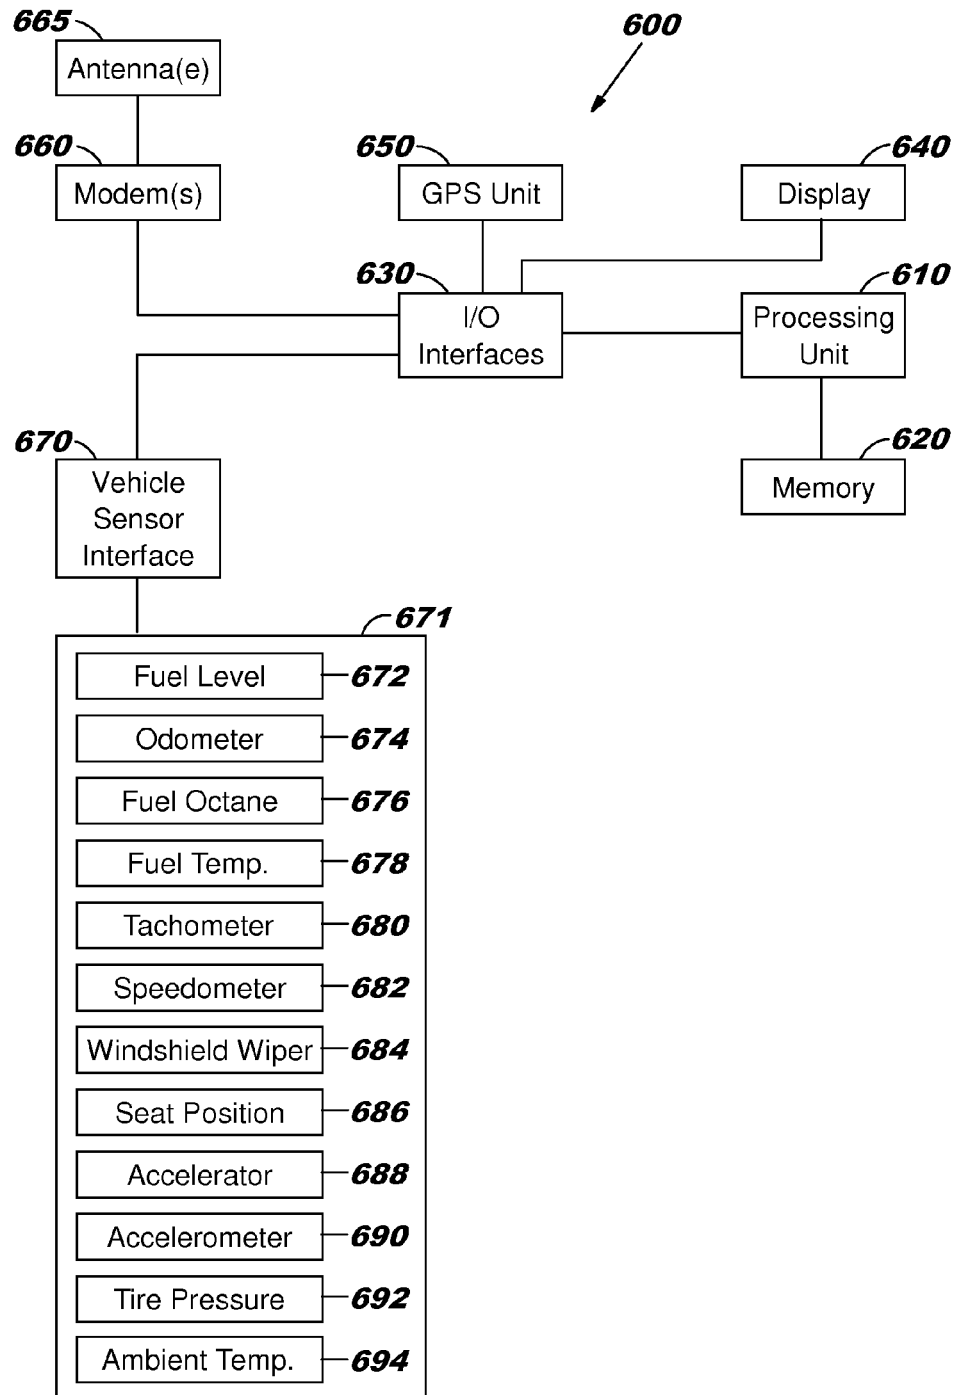 665
Antenna(e)
600
660
Modem(s)
650
GPS Unit
640
Display
630
I/O
Interfaces
610
Processing
Unit
670
Vehicle
Sensor
Interface
620
Memory
671
Fuel Level 672
Odometer 674
Fuel Octane 676
Fuel Temp. 678
Tachometer 680
Speedometer 682
Windshield Wiper 684
Seat Position 686
Accelerator 688
Accelerometer 690
Tire Pressure 692
Ambient Temp. 694